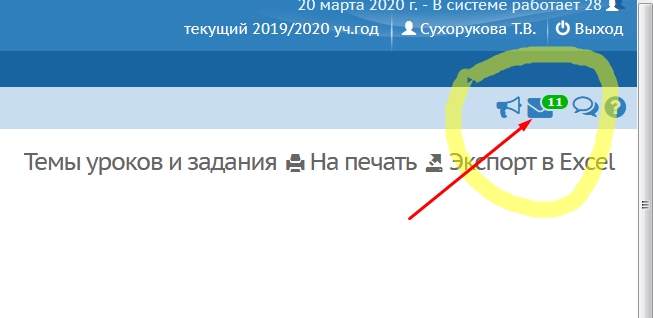 20 марта 2020 г. - В системе работает 28
текущий 2019/2020 уч.год Сухорукова Т.В. Выход
11 ?
Темы уроков и задания На печать Экспорт в Excel